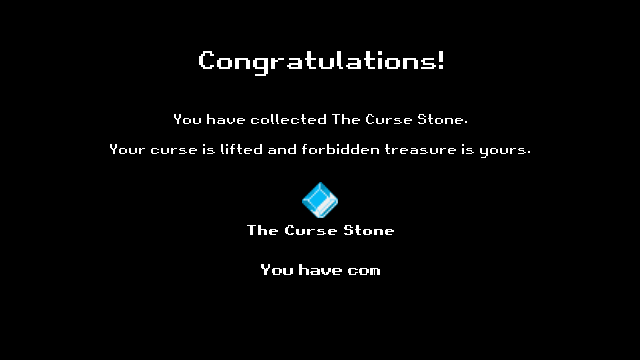 Congratulations!
You have collected The Curse Stone.
Your curse is lifted and forbidden treasure is yours.
The Curse Stone
You have com